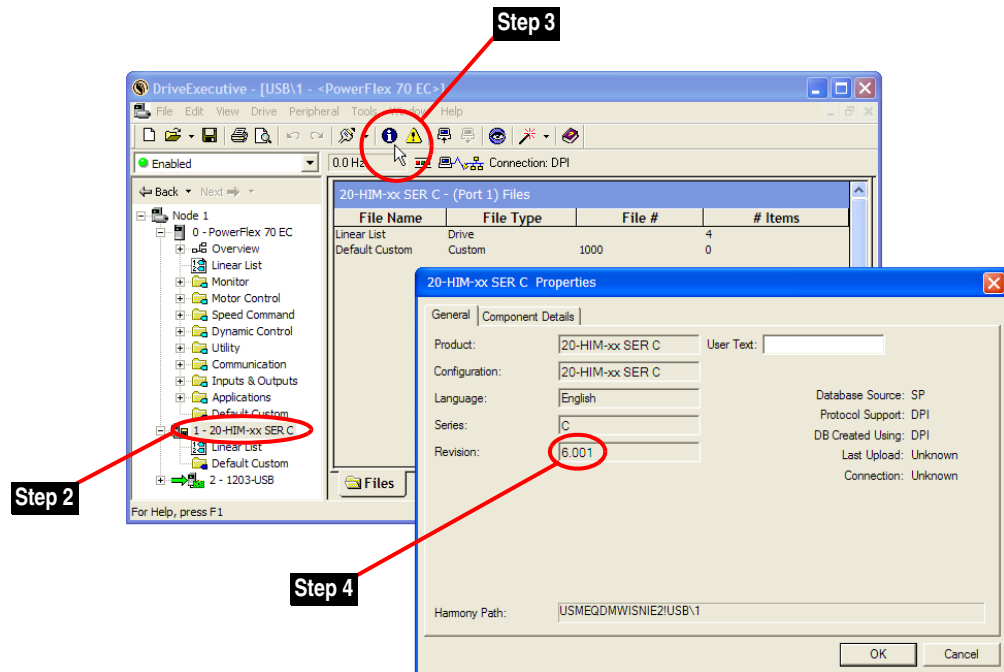 Step 3
DriveExecutive - [USB\1 - <PowerFlex 70 EC>]
File Edit View Drive Peripheral Tools Window Help
Enabled
0.0 Hz
Connection: DPI
Back Next
Node 1
0 - PowerFlex 70 EC
Overview
Linear List
Monitor
Motor Control
Speed Command
Dynamic Control
Utility
Communication
Inputs & Outputs
Applications
Default Custom
1 - 20-HIM-xx SER C
Linear List
Default Custom
2 - 1203-USB
20-HIM-xx SER C - (Port 1) Files
File Name File Type File # # Items
Linear List Drive 4
Default Custom Custom 1000 0
Files
For Help, press F1
Step 2
20-HIM-xx SER C Properties
General Component Details
Product: 20-HIM-xx SER C User Text:
Configuration: 20-HIM-xx SER C
Language: English
Series: C
Revision: 6.001
Database Source: SP
Protocol Support: DPI
DB Created Using: DPI
Last Upload: Unknown
Connection: Unknown
Step 4
Harmony Path: USMEQDMWISNIE2!USB\1
OK Cancel